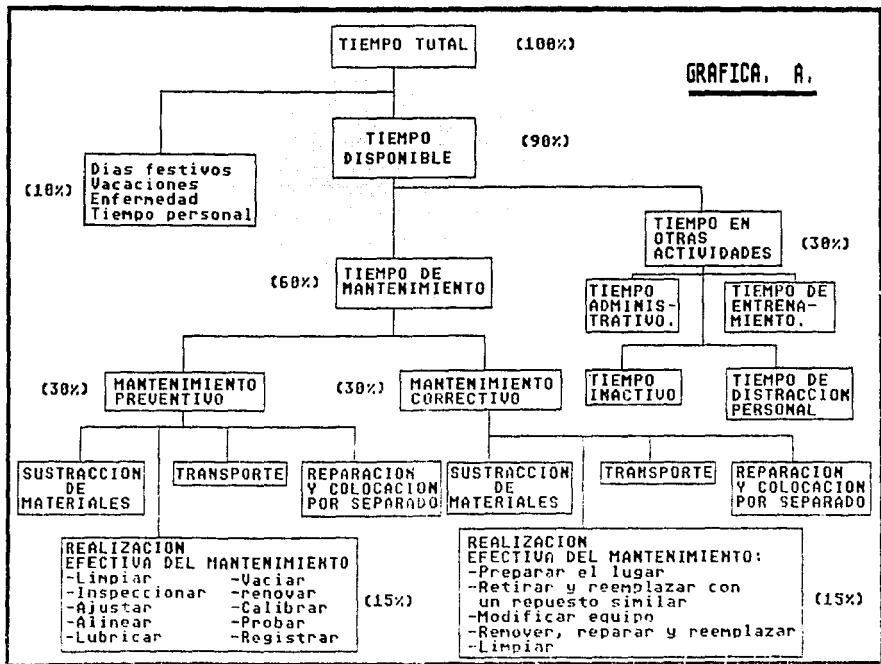 TIEMPO TUTAL (100%)
GRAFICA. A.
TIEMPO
DISPONIBLE
(90%)
(10%)
Dias festivos
Vacaciones
Enfermedad
Tiempo personal
TIEMPO EN
OTRAS
ACTIVIDADES
(30%)
(60%)
TIEMPO DE
MANTENIMIENTO
TIEMPO
ADMINIS-
TRATIVO.
TIEMPO DE
ENTRENA-
MIENTO.
(30%)
MANTENIMIENTO
PREVENTIVO
(30%)
MANTENIMIENTO
CORRECTIVO
TIEMPO
INACTIVO
TIEMPO DE
DISTRACCION
PERSONAL
SUSTRACCION
DE
MATERIALES
TRANSPORTE
REPARACION
Y COLOCACION
POR SEPARADO
SUSTRACCION
DE
MATERIALES
TRANSPORTE
REPARACION
Y COLOCACION
POR SEPARADO
REALIZACION
EFECTIVA DEL MANTENIMIENTO
-Limpiar -Vaciar
-Inspeccionar -renovar
-Ajustar -Calibrar
-Alinear -Probar
-Lubricar -Registrar
(15%)
REALIZACION
EFECTIVA DEL MANTENIMIENTO:
-Preparar el lugar
-Retirar y reemplazar con
un repuesto similar
-Modificar equipo
-Remover, reparar y reemplazar
-Limpiar
(15%)